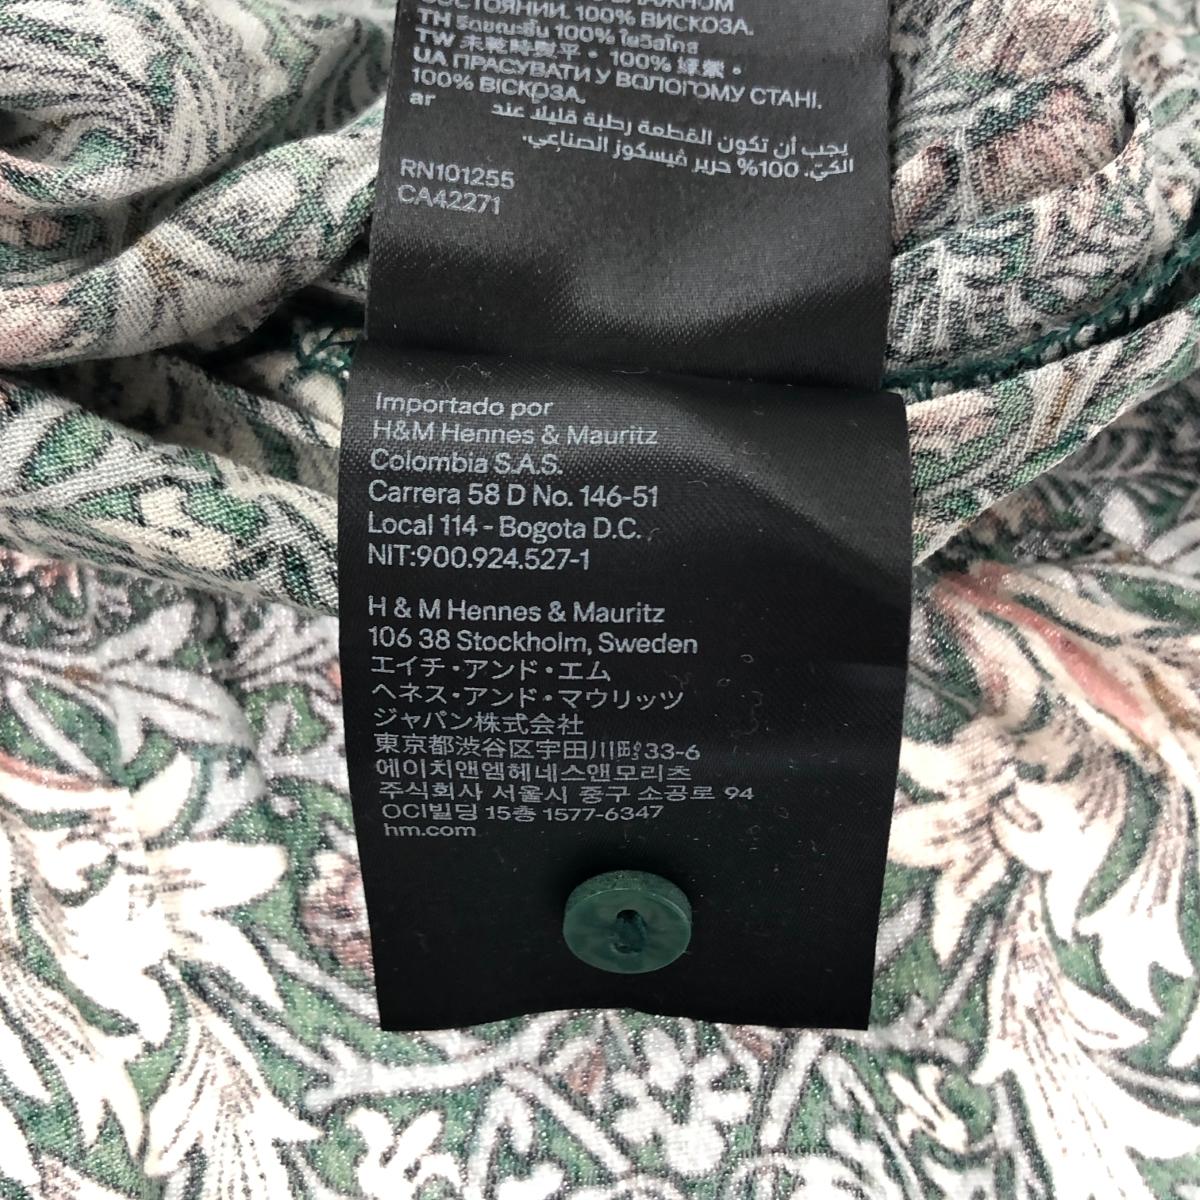 СОСТОЯНИИ. 100% ВИСКОЗА.
TH รีดขณะชื้น 100% ใยวิสโคส
TW 未乾時熨平・100% 嫘縈・
UA ПРАСУВАТИ У ВОЛОГОМУ СТАНІ.
100% ВІСКОЗА.
ar
يجب أن تكون القطعة رطبة قليلاً عند
الكيّ. 100% حرير فيسكوز الصناعي.
RN101255
CA42271
Importado por
H&M Hennes & Mauritz
Colombia S.A.S.
Carrera 58 D No. 146-51
Local 114 - Bogota D.C.
NIT:900.924.527-1
H & M Hennes & Mauritz
106 38 Stockholm, Sweden
エイチ・アンド・エム
ヘネス・アンド・マウリッツ
ジャパン株式会社
東京都渋谷区宇田川町33-6
에이치앤엠헤네스앤모리츠
주식회사 서울시 중구 소공로 94
OCI빌딩 15층 1577-6347
hm.com